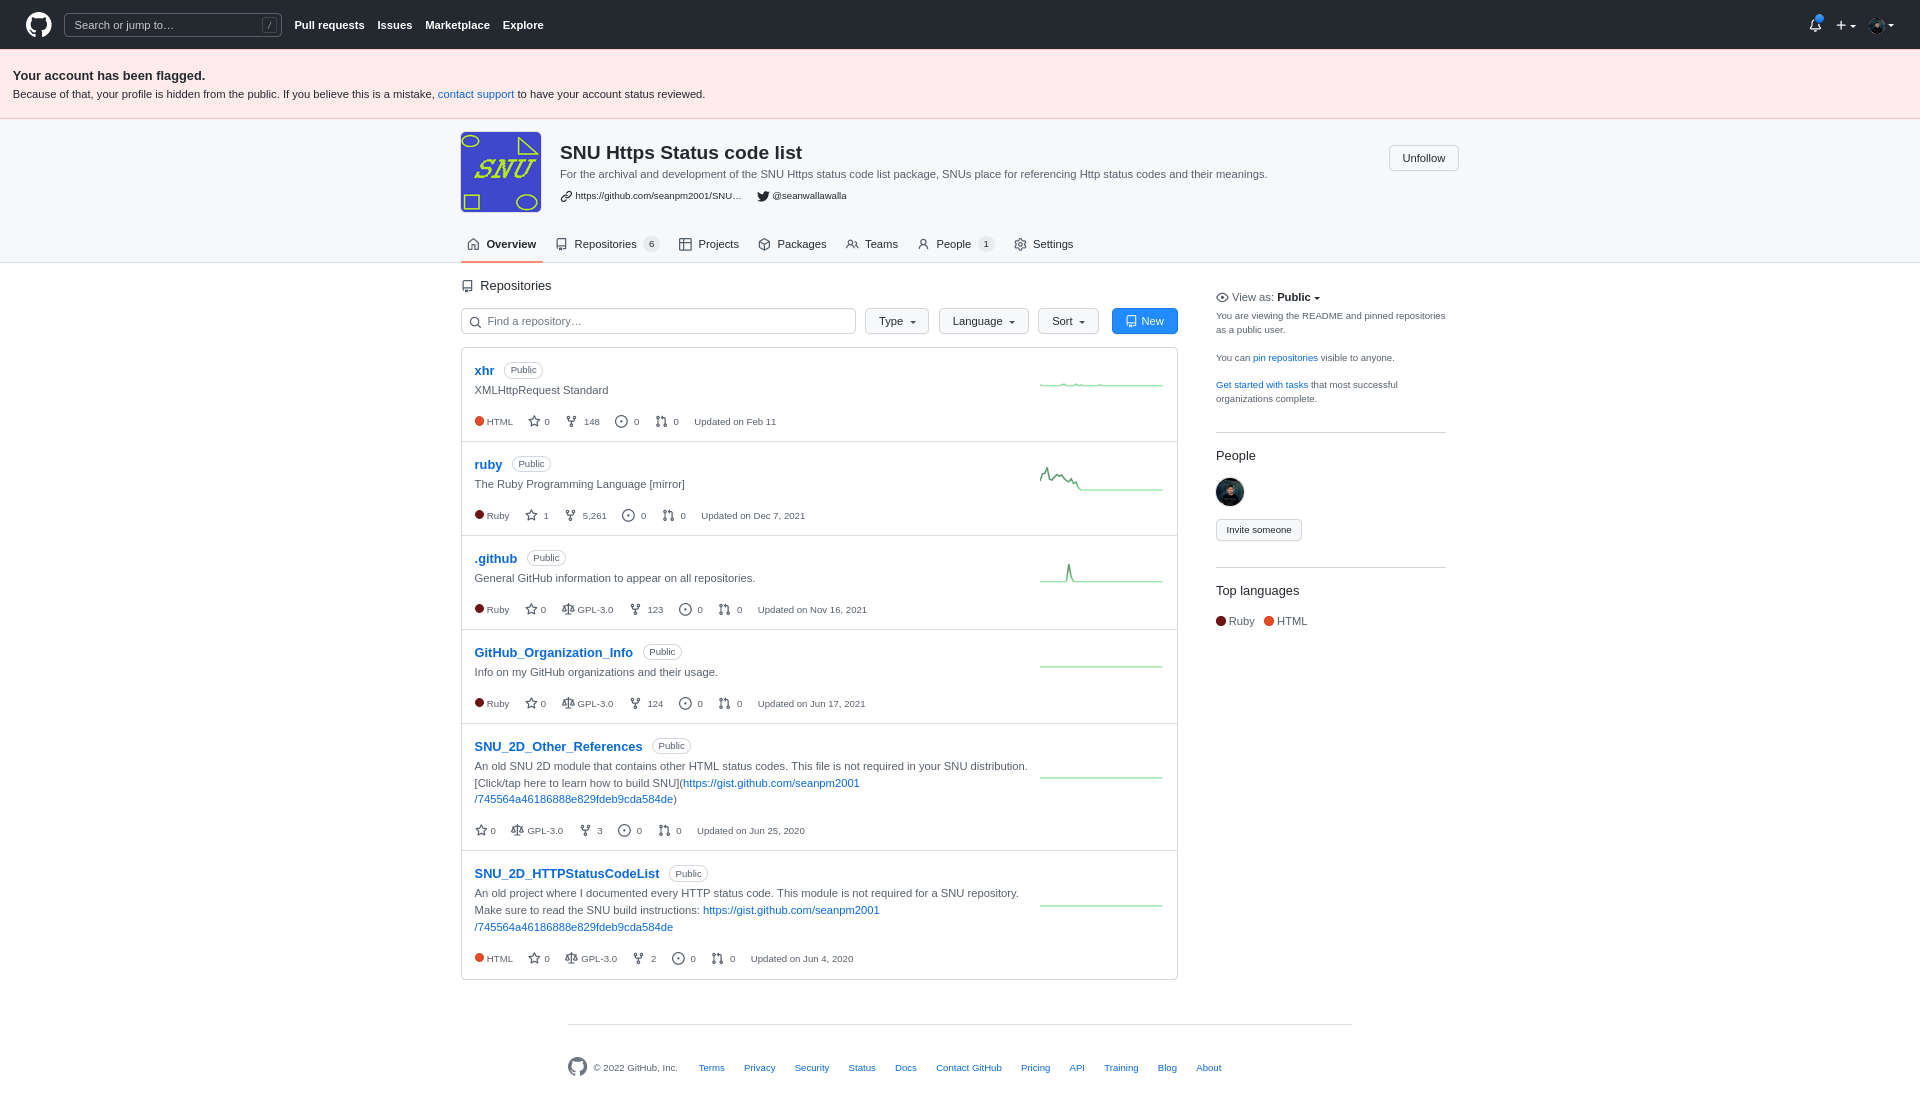 Search or jump to…
/
Pull requests Issues Marketplace Explore
Your account has been flagged.
Because of that, your profile is hidden from the public. If you believe this is a mistake, contact support to have your account status reviewed.
SNU
SNU Https Status code list
For the archival and development of the SNU Https status code list package, SNUs place for referencing Http status codes and their meanings.
https://github.com/seanpm2001/SNU… @seanwallawalla
Unfollow
Overview Repositories 6 Projects Packages Teams People 1 Settings
Repositories
Find a repository… Type Language Sort New
xhr Public
XMLHttpRequest Standard
HTML 0 148 0 0 Updated on Feb 11
ruby Public
The Ruby Programming Language [mirror]
Ruby 1 5,261 0 0 Updated on Dec 7, 2021
.github Public
General GitHub information to appear on all repositories.
Ruby 0 GPL-3.0 123 0 0 Updated on Nov 16, 2021
GitHub_Organization_Info Public
Info on my GitHub organizations and their usage.
Ruby 0 GPL-3.0 124 0 0 Updated on Jun 17, 2021
SNU_2D_Other_References Public
An old SNU 2D module that contains other HTML status codes. This file is not required in your SNU distribution.
[Click/tap here to learn how to build SNU](https://gist.github.com/seanpm2001
/745564a46186888e829fdeb9cda584de)
0 GPL-3.0 3 0 0 Updated on Jun 25, 2020
SNU_2D_HTTPStatusCodeList Public
An old project where I documented every HTTP status code. This module is not required for a SNU repository.
Make sure to read the SNU build instructions: https://gist.github.com/seanpm2001
/745564a46186888e829fdeb9cda584de
HTML 0 GPL-3.0 2 0 0 Updated on Jun 4, 2020
View as: Public
You are viewing the README and pinned repositories
as a public user.
You can pin repositories visible to anyone.
Get started with tasks that most successful
organizations complete.
People
Invite someone
Top languages
Ruby HTML
© 2022 GitHub, Inc. Terms Privacy Security Status Docs Contact GitHub Pricing API Training Blog About